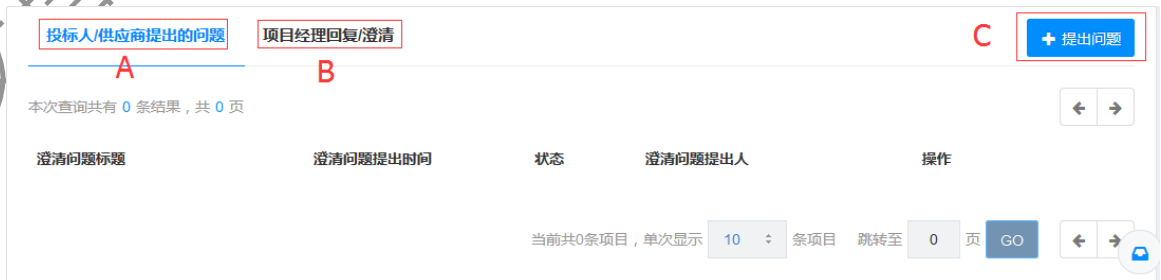 投标人/供应商提出的问题 项目经理回复/澄清 C 提出问题
A B
本次查询共有 0 条结果，共 0 页
澄清问题标题 澄清问题提出时间 状态 澄清问题提出人 操作
当前共0条项目，单次显示 10 条项目 跳转至 0 页 GO